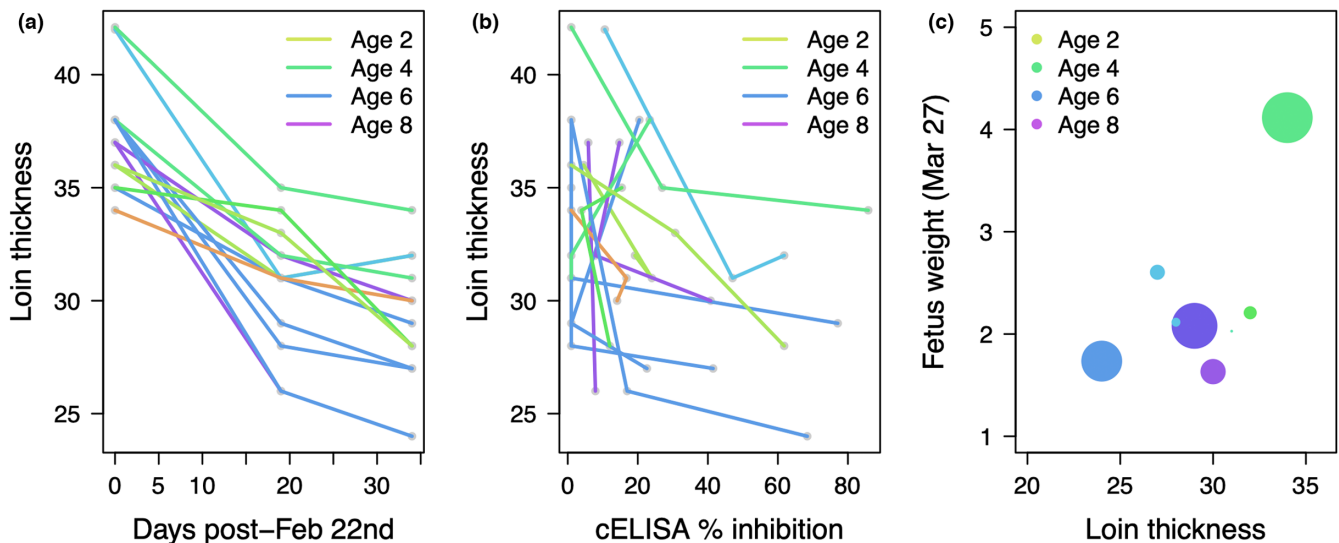 (a)
Age 2
Age 4
Age 6
Age 8
40
35
30
25
Loin thickness
0 5 10 20 30
Days post–Feb 22nd
(b)
Age 2
Age 4
Age 6
Age 8
40
35
30
25
Loin thickness
0 20 40 60 80
cELISA % inhibition
(c)
Age 2
Age 4
Age 6
Age 8
5
4
3
2
1
Fetus weight (Mar 27)
20 25 30 35
Loin thickness